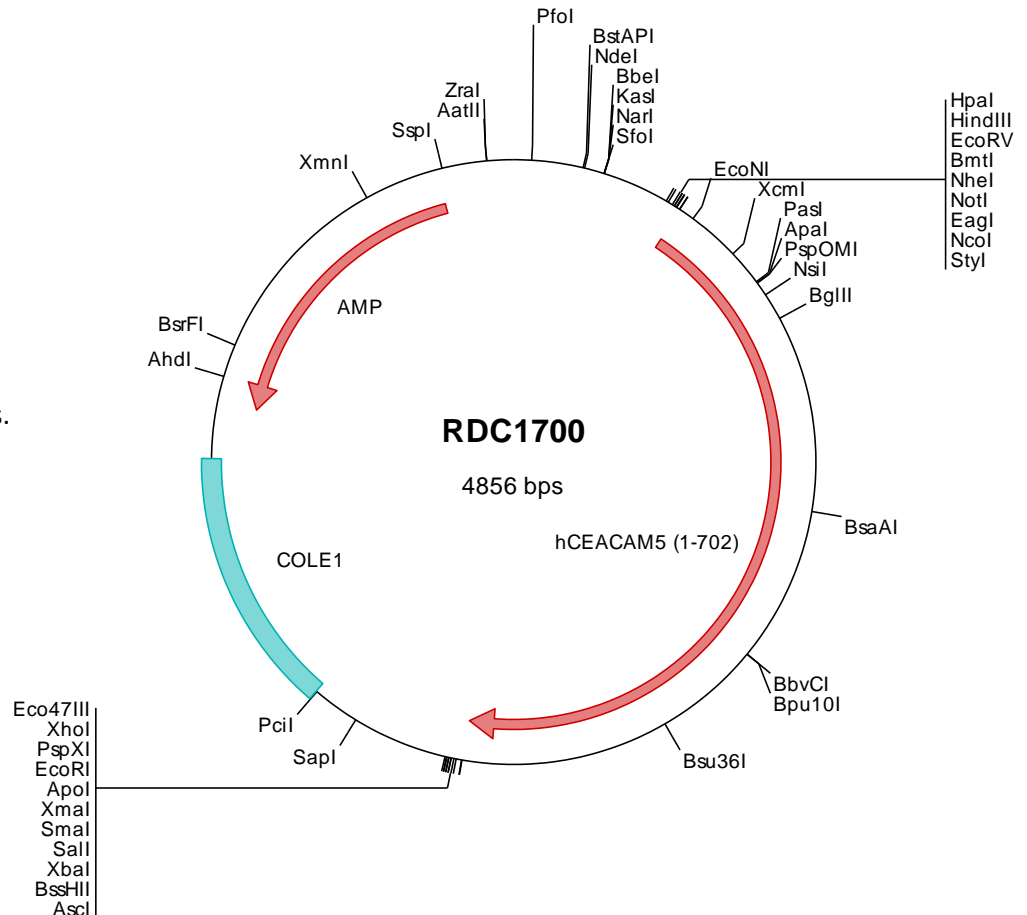 PfoI
BstAPI
NdeI
BbeI
KasI
NarI
SfoI
ZraI
AatII
SspI
XmnI
HpaI
HindIII
EcoRV
BmtI
NheI
NotI
EagI
NcoI
StyI
EcoNI
XcmI
PasI
ApaI
PspOMI
NsiI
BglII
AMP
BsrFI
AhdI
s.
RDC1700
4856 bps
BsaAI
hCEACAM5 (1-702)
COLE1
BbvCI
Bpu10I
Bsu36I
PciI
SapI
Eco47III
XhoI
PspXI
EcoRI
ApoI
XmaI
SmaI
SalI
XbaI
BssHII
AscI